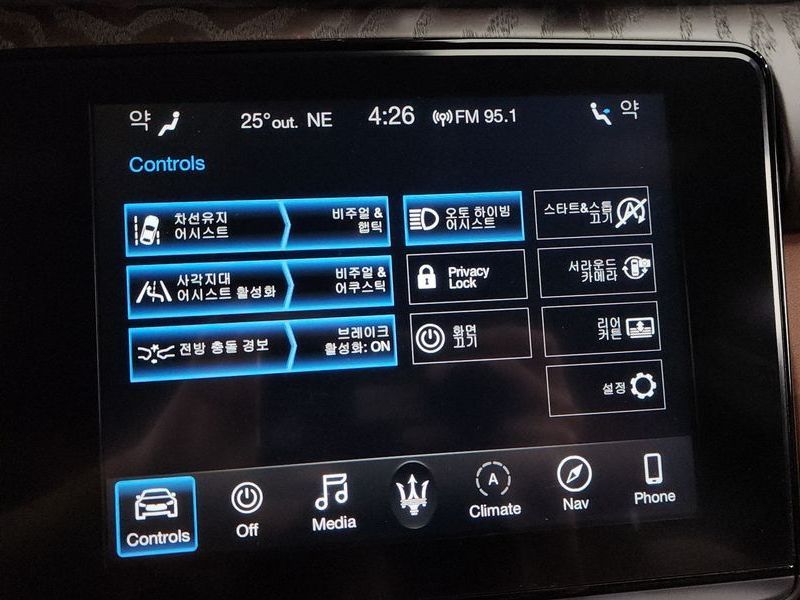 약 25° out. NE 4:26 FM 95.1 약
Controls
차선유지
어시스트
비주얼 &
햅틱
오토 하이빔
어시스트
스타트&스톱
끄기
사각지대
어시스트 활성화
비주얼 &
어쿠스틱
Privacy
Lock
서라운드
카메라
전방 충돌 경보
브레이크
활성화: ON
화면
끄기
리어
커튼
설정
Controls
Off
Media
A
Climate
Nav
Phone